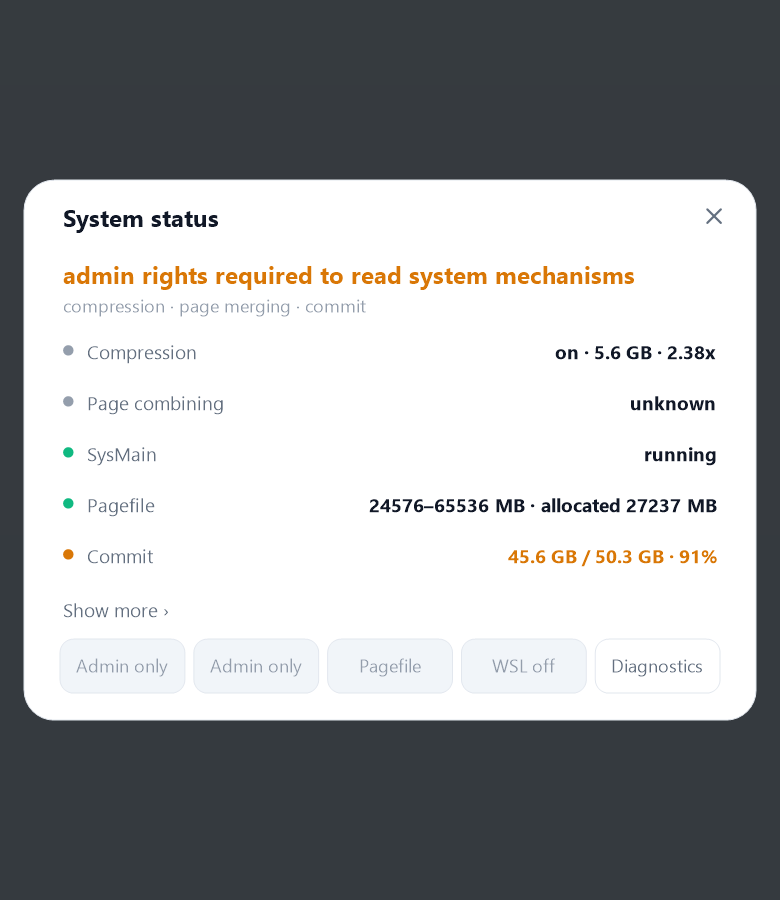 System status
admin rights required to read system mechanisms
compression · page merging · commit
Compression on · 5.6 GB · 2.38x
Page combining unknown
SysMain running
Pagefile 24576–65536 MB · allocated 27237 MB
Commit 45.6 GB / 50.3 GB · 91%
Show more ›
Admin only Admin only Pagefile WSL off Diagnostics